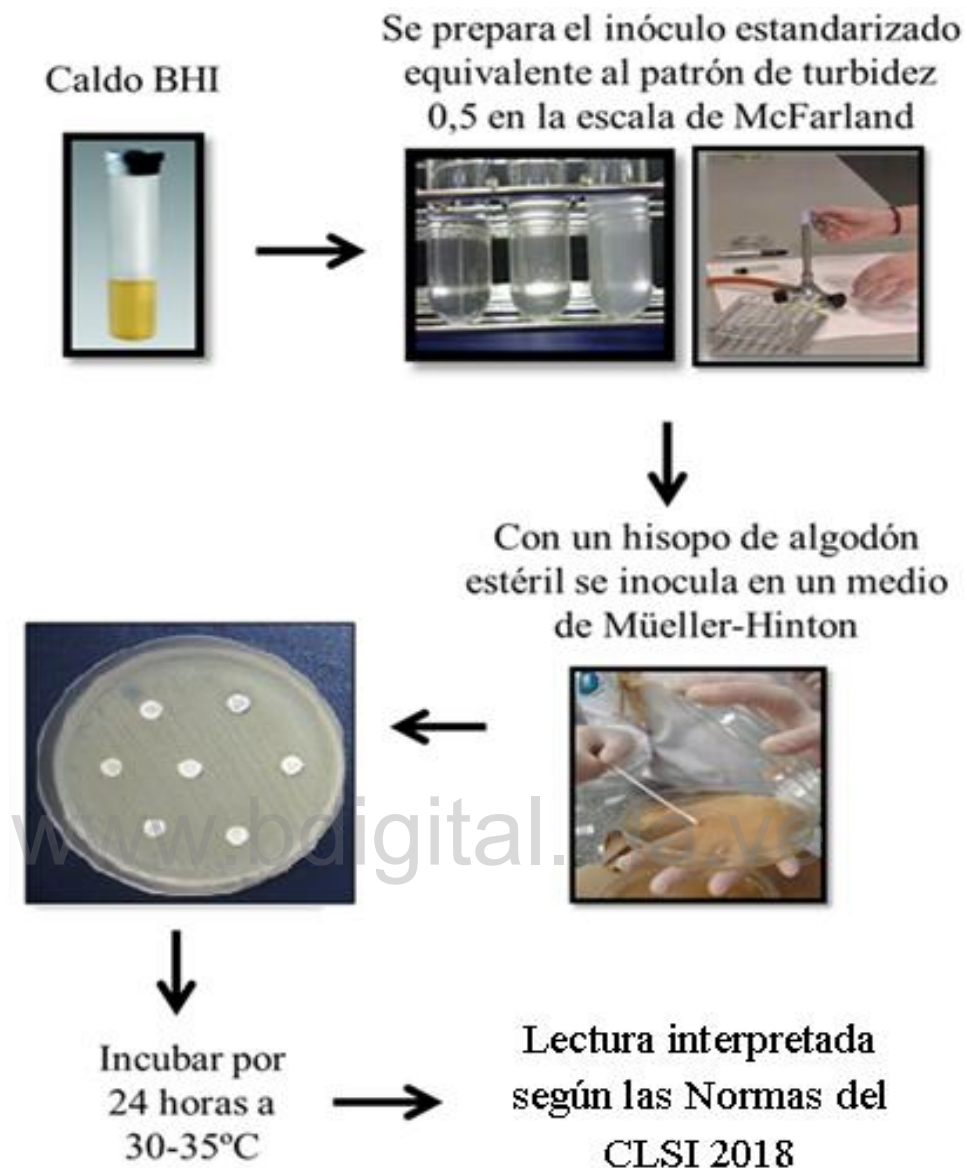 Caldo BHI
Se prepara el inóculo estandarizado
equivalente al patrón de turbidez
0,5 en la escala de McFarland
Con un hisopo de algodón
estéril se inocula en un medio
de Müeller-Hinton
www.bdigital.
Incubar por
24 horas a
30-35ºC
Lectura interpretada
según las Normas del
CLSI 2018